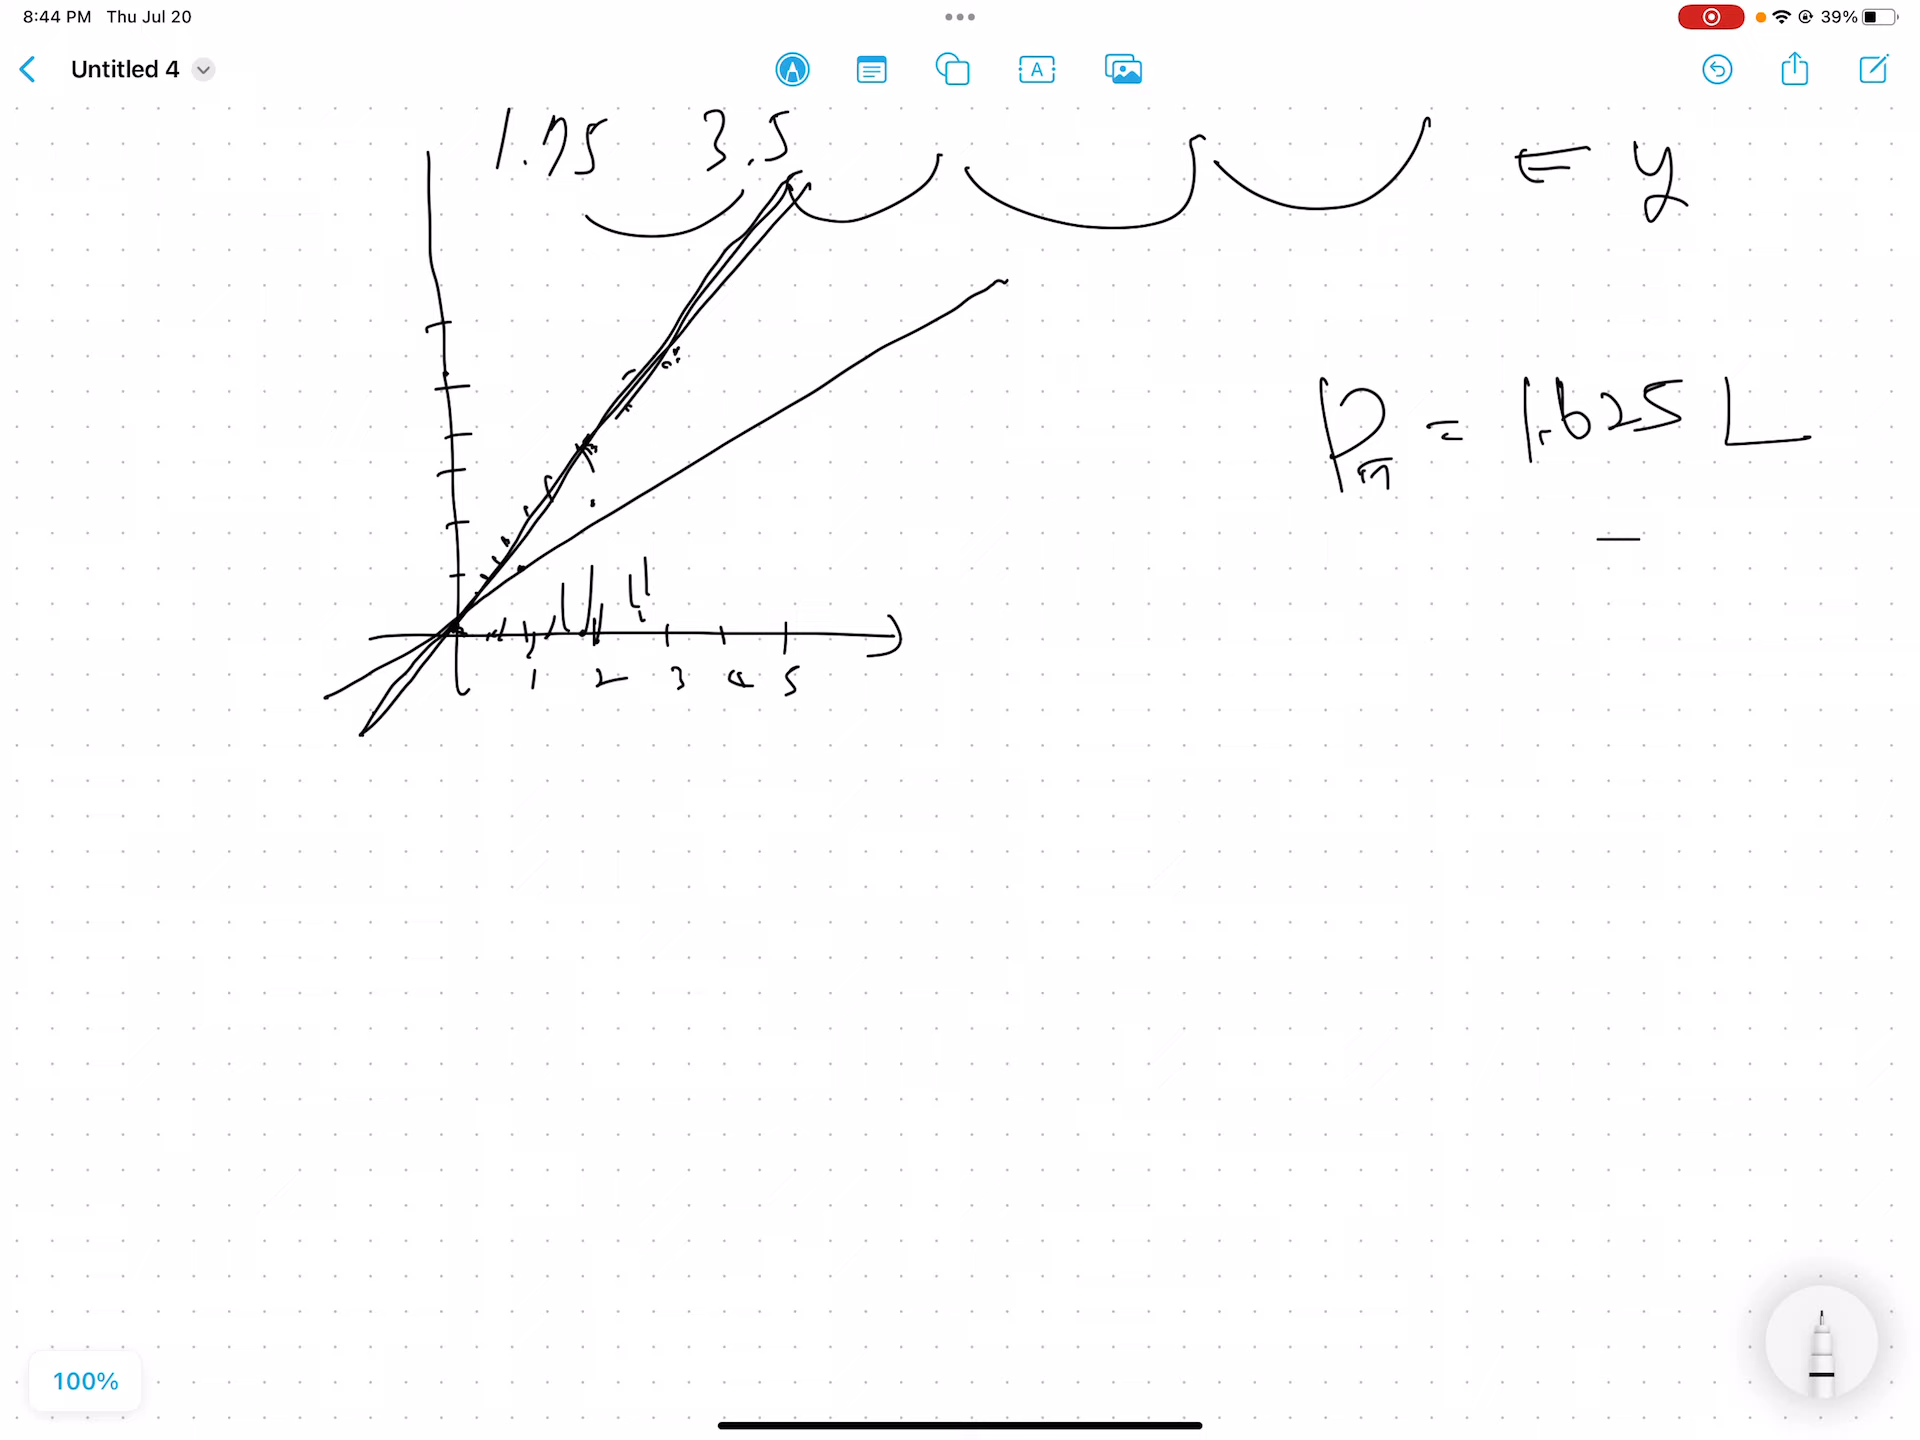 8:44 PM Thu Jul 20
39%
Untitled 4
A
1.75 3.5
= y
= 1.625 L
1 2 3 4 5
100%